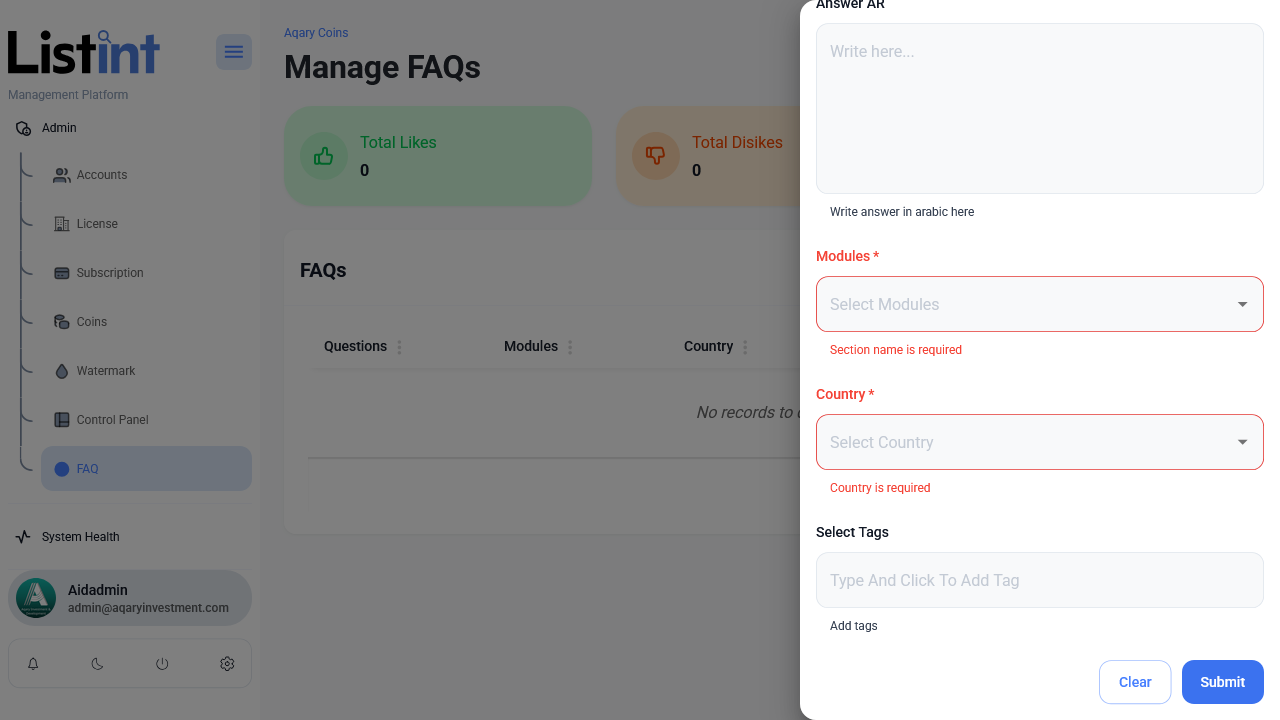 Listint
Management Platform
Admin
Accounts
License
Subscription
Coins
Watermark
Control Panel
FAQ
System Health
Aidadmin
admin@aqaryinvestment.com
Aqary Coins
Manage FAQs
Total Likes
0
Total Disikes
0
FAQs
Questions
Modules
Country
No records to
Answer AR
Write here...
Write answer in arabic here
Modules *
Select Modules
Section name is required
Country *
Select Country
Country is required
Select Tags
Type And Click To Add Tag
Add tags
Clear
Submit